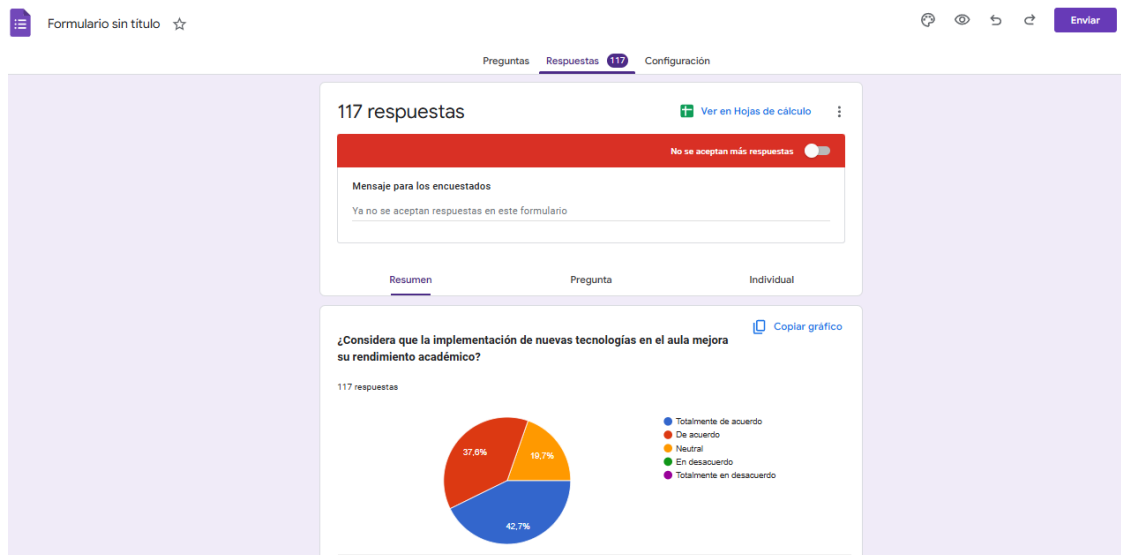 Formulario sin título
Enviar
Preguntas Respuestas 117 Configuración
117 respuestas
Ver en Hojas de cálculo
No se aceptan más respuestas
Mensaje para los encuestados
Ya no se aceptan respuestas en este formulario
Resumen Pregunta Individual
Copiar gráfico
¿Considera que la implementación de nuevas tecnologías en el aula mejora
su rendimiento académico?
117 respuestas
37,6%
19,7%
42,7%
Totalmente de acuerdo
De acuerdo
Neutral
En desacuerdo
Totalmente en desacuerdo